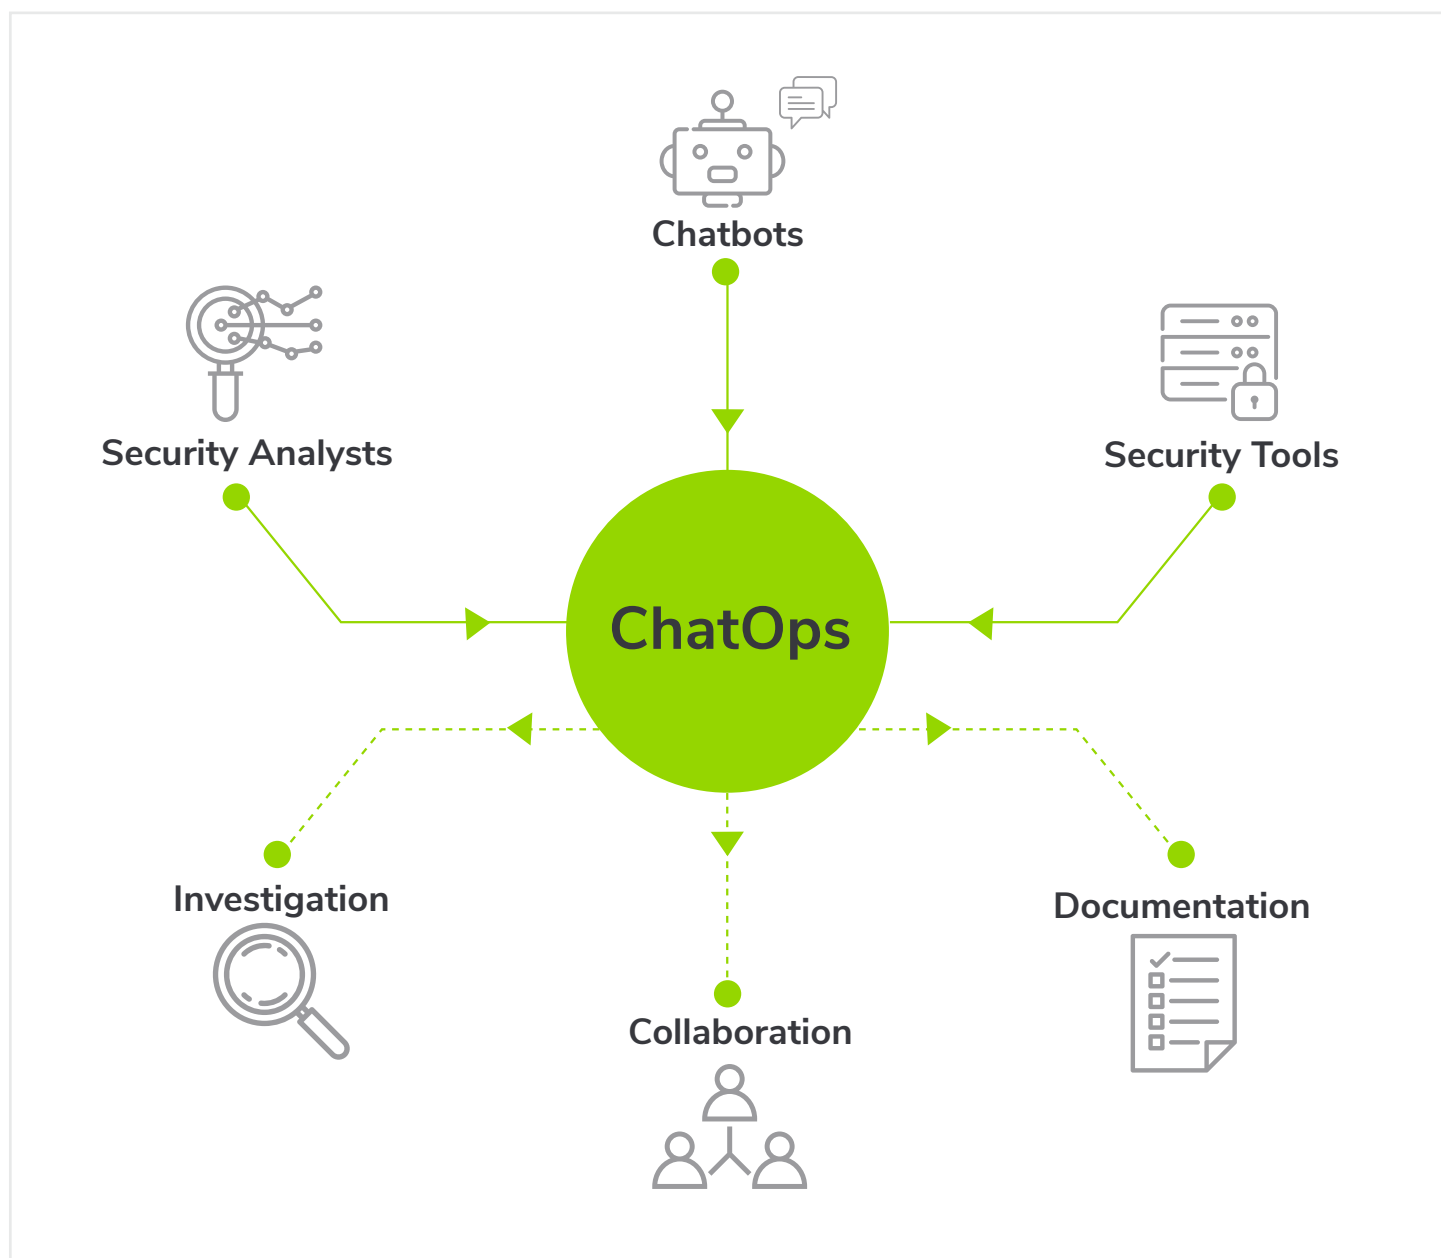 Chatbots
Security Analysts
Security Tools
ChatOps
Investigation
Documentation
Collaboration